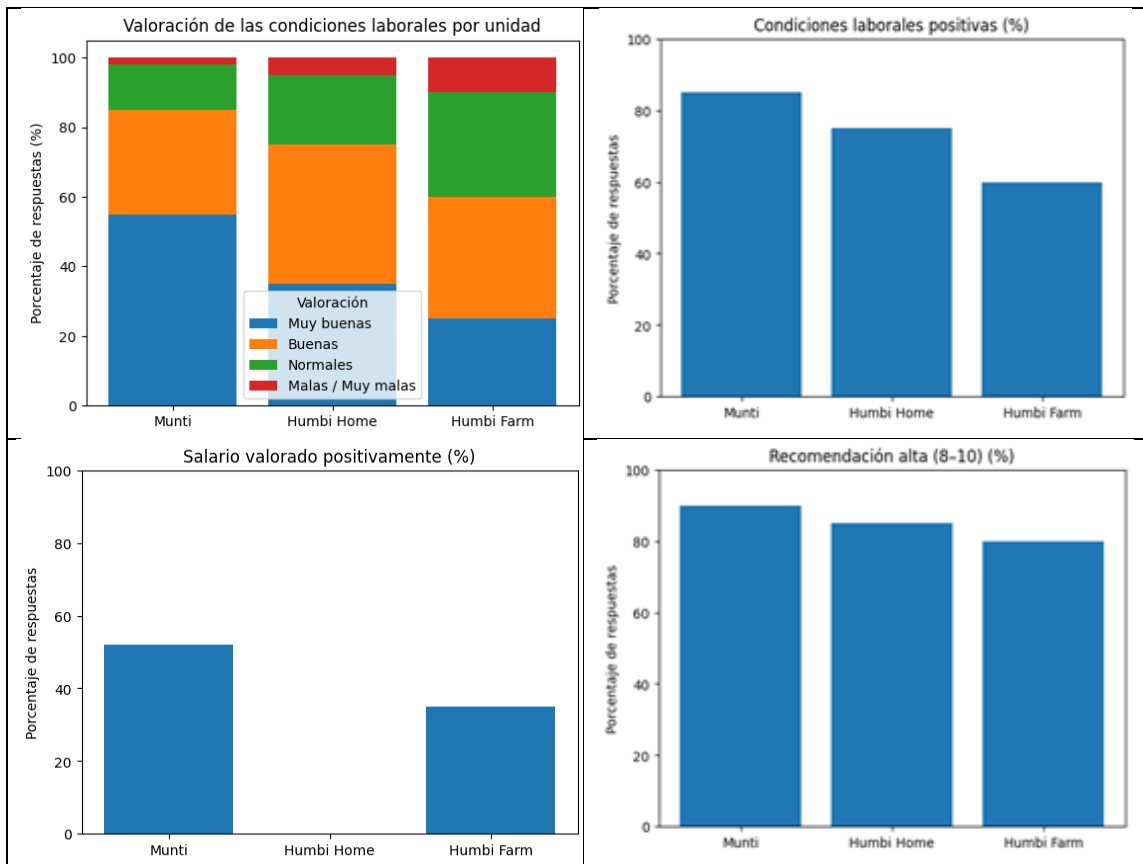 Valoración de las condiciones laborales por unidad
Porcentaje de respuestas (%)
100
80
60
40
20
0
Valoración
Muy buenas
Buenas
Normales
Malas / Muy malas
Munti
Humbi Home
Humbi Farm
Condiciones laborales positivas (%)
Porcentaje de respuestas
100
80
60
40
20
0
Munti
Humbi Home
Humbi Farm
Salario valorado positivamente (%)
Porcentaje de respuestas
100
80
60
40
20
0
Munti
Humbi Home
Humbi Farm
Recomendación alta (8–10) (%)
Porcentaje de respuestas
100
80
60
40
20
0
Munti
Humbi Home
Humbi Farm